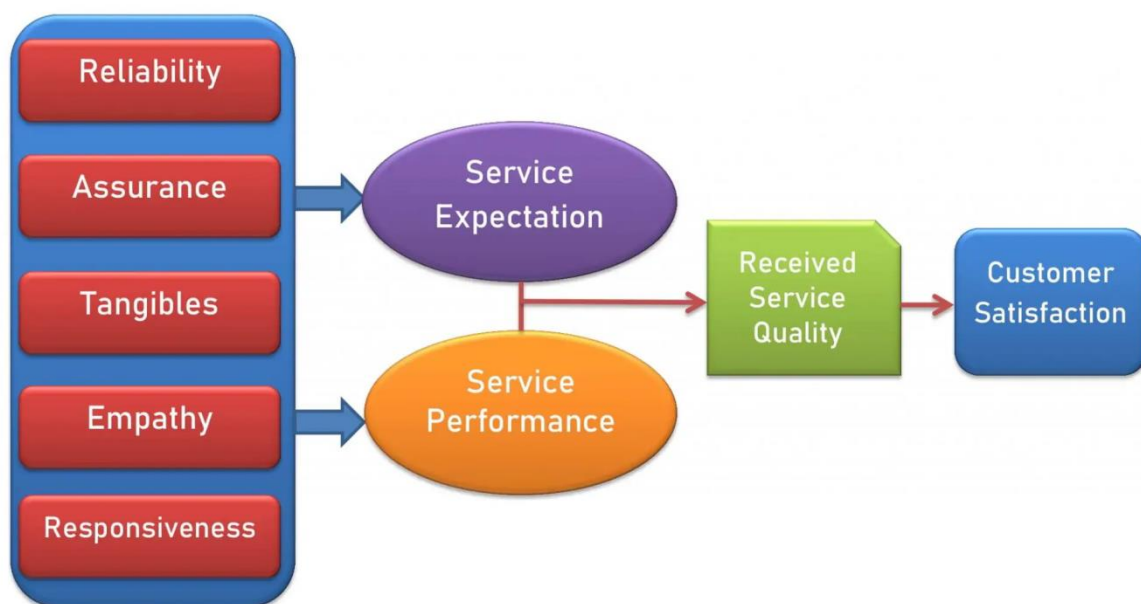 Reliability
Assurance
Tangibles
Empathy
Responsiveness
Service
Expectation
Service
Performance
Received
Service
Quality
Customer
Satisfaction